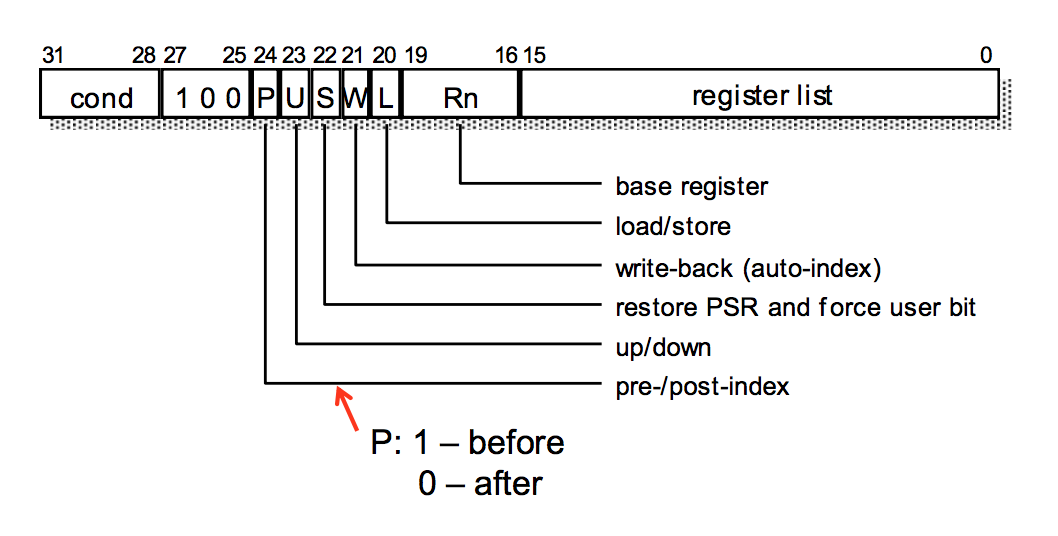 31 28 27 25 24 23 22 21 20 19 16 15 0
cond 1 0 0 P U S W L Rn register list
base register
load/store
write-back (auto-index)
restore PSR and force user bit
up/down
pre-/post-index
P: 1 – before
0 – after